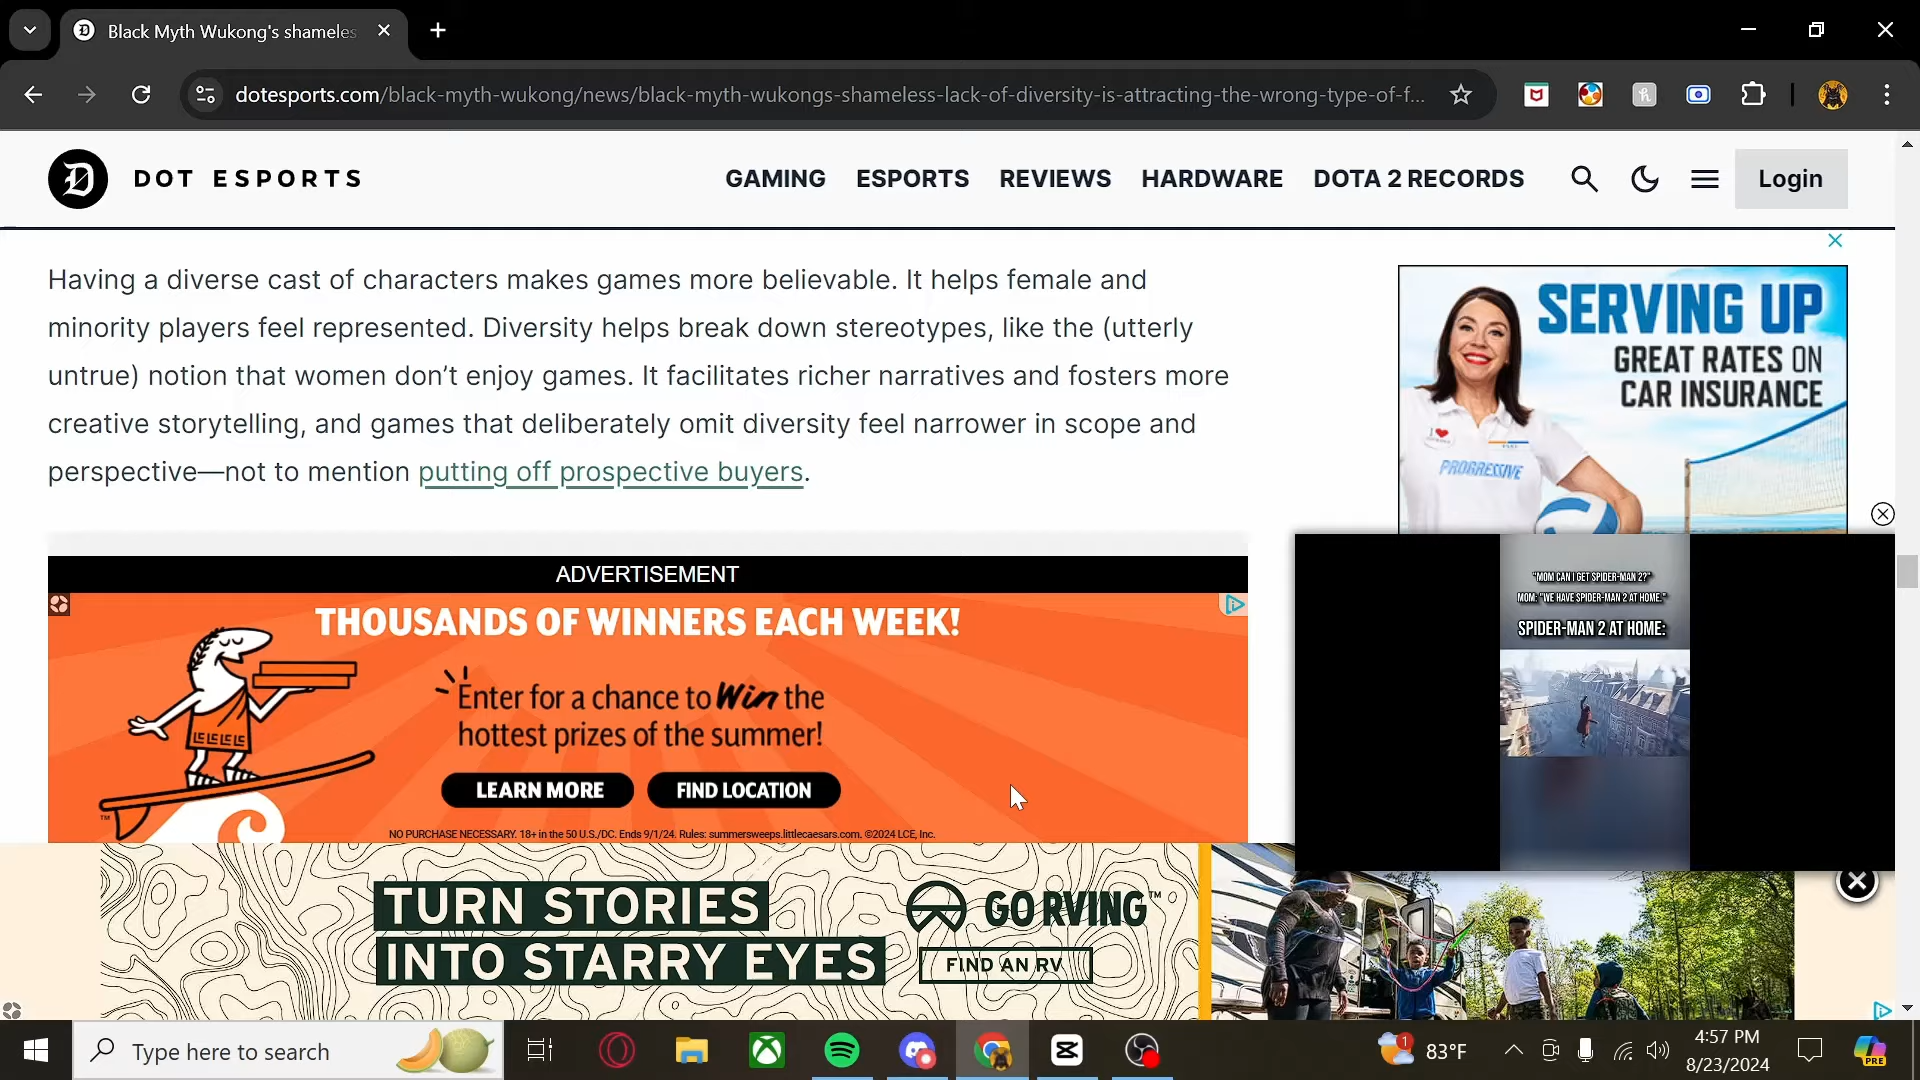 Black Myth Wukong's shameles
dotesports.com/black-myth-wukong/news/black-myth-wukongs-shameless-lack-of-diversity-is-attracting-the-wrong-type-of-f...
DOT ESPORTS
GAMING ESPORTS REVIEWS HARDWARE DOTA 2 RECORDS Login
Having a diverse cast of characters makes games more believable. It helps female and
minority players feel represented. Diversity helps break down stereotypes, like the (utterly
untrue) notion that women don’t enjoy games. It facilitates richer narratives and fosters more
creative storytelling, and games that deliberately omit diversity feel narrower in scope and
perspective—not to mention putting off prospective buyers.
SERVING UP
GREAT RATES ON
CAR INSURANCE
PROGRESSIVE
ADVERTISEMENT
THOUSANDS OF WINNERS EACH WEEK!
Enter for a chance to Win the
hottest prizes of the summer!
LEARN MORE FIND LOCATION
NO PURCHASE NECESSARY. 18+ in the 50 U.S./DC. Ends 9/1/24. Rules: summersweeps.littlecaesars.com. ©2024 LCE, Inc.
"MOM CAN I GET SPIDER-MAN 2?"
MOM: "WE HAVE SPIDER-MAN 2 AT HOME."
SPIDER-MAN 2 AT HOME:
TURN STORIES
INTO STARRY EYES
GO RVING™
FIND AN RV
Type here to search
1
83°F
4:57 PM
8/23/2024
PRE